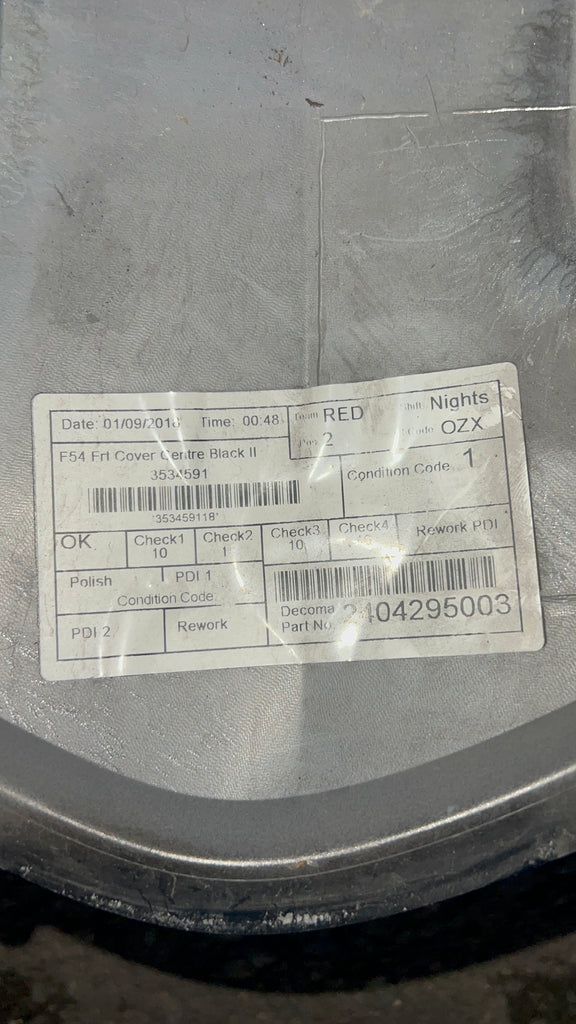 Date: 01/09/2018 Time: 00:48
Team RED Shift Nights
Pos 2 Code OZX
F54 Frt Cover Centre Black II
3534591
*353459118*
Condition Code 1
OK Check1 Check2 Check3 Check4 Rework PDI
10 10
Polish PDI 1
Condition Code
PDI 2 Rework
Decoma
Part No. 2404295003